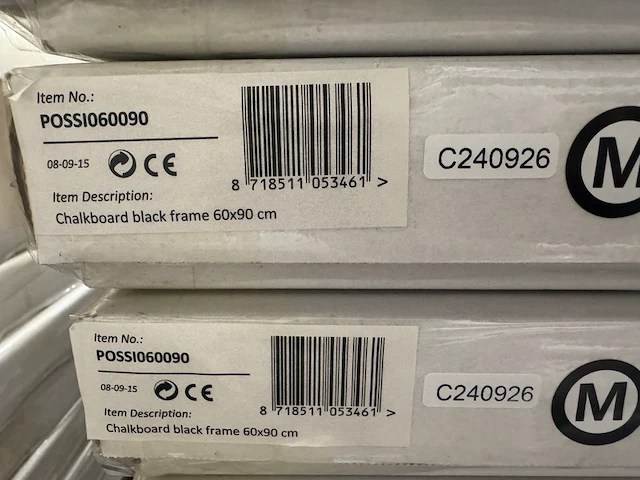 Item No.:
POSSI060090
08-09-15
CE
Item Description:
Chalkboard black frame 60x90 cm
8 718511 053461 >
C240926
M
Item No.:
POSSI060090
08-09-15
CE
Item Description:
Chalkboard black frame 60x90 cm
8 718511 053461 >
C240926
M